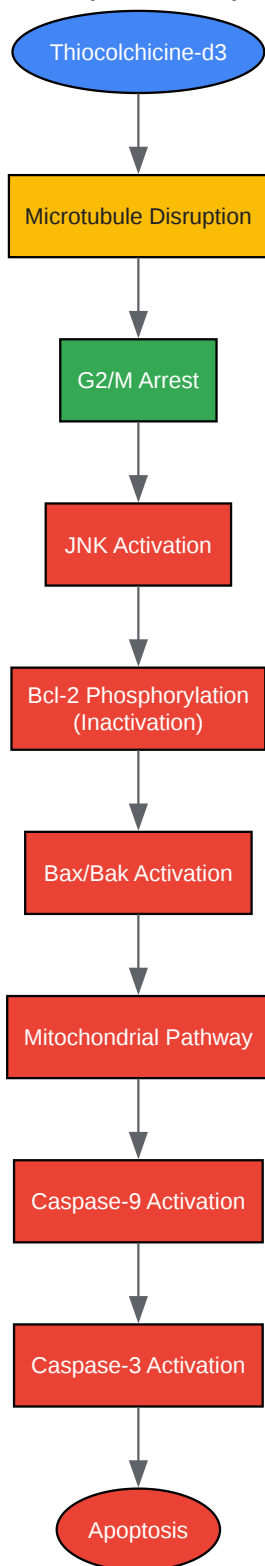 Thiocolchicine-d3
Microtubule Disruption
G2/M Arrest
JNK Activation
Bcl-2 Phosphorylation
(Inactivation)
Bax/Bak Activation
Mitochondrial Pathway
Caspase-9 Activation
Caspase-3 Activation
Apoptosis